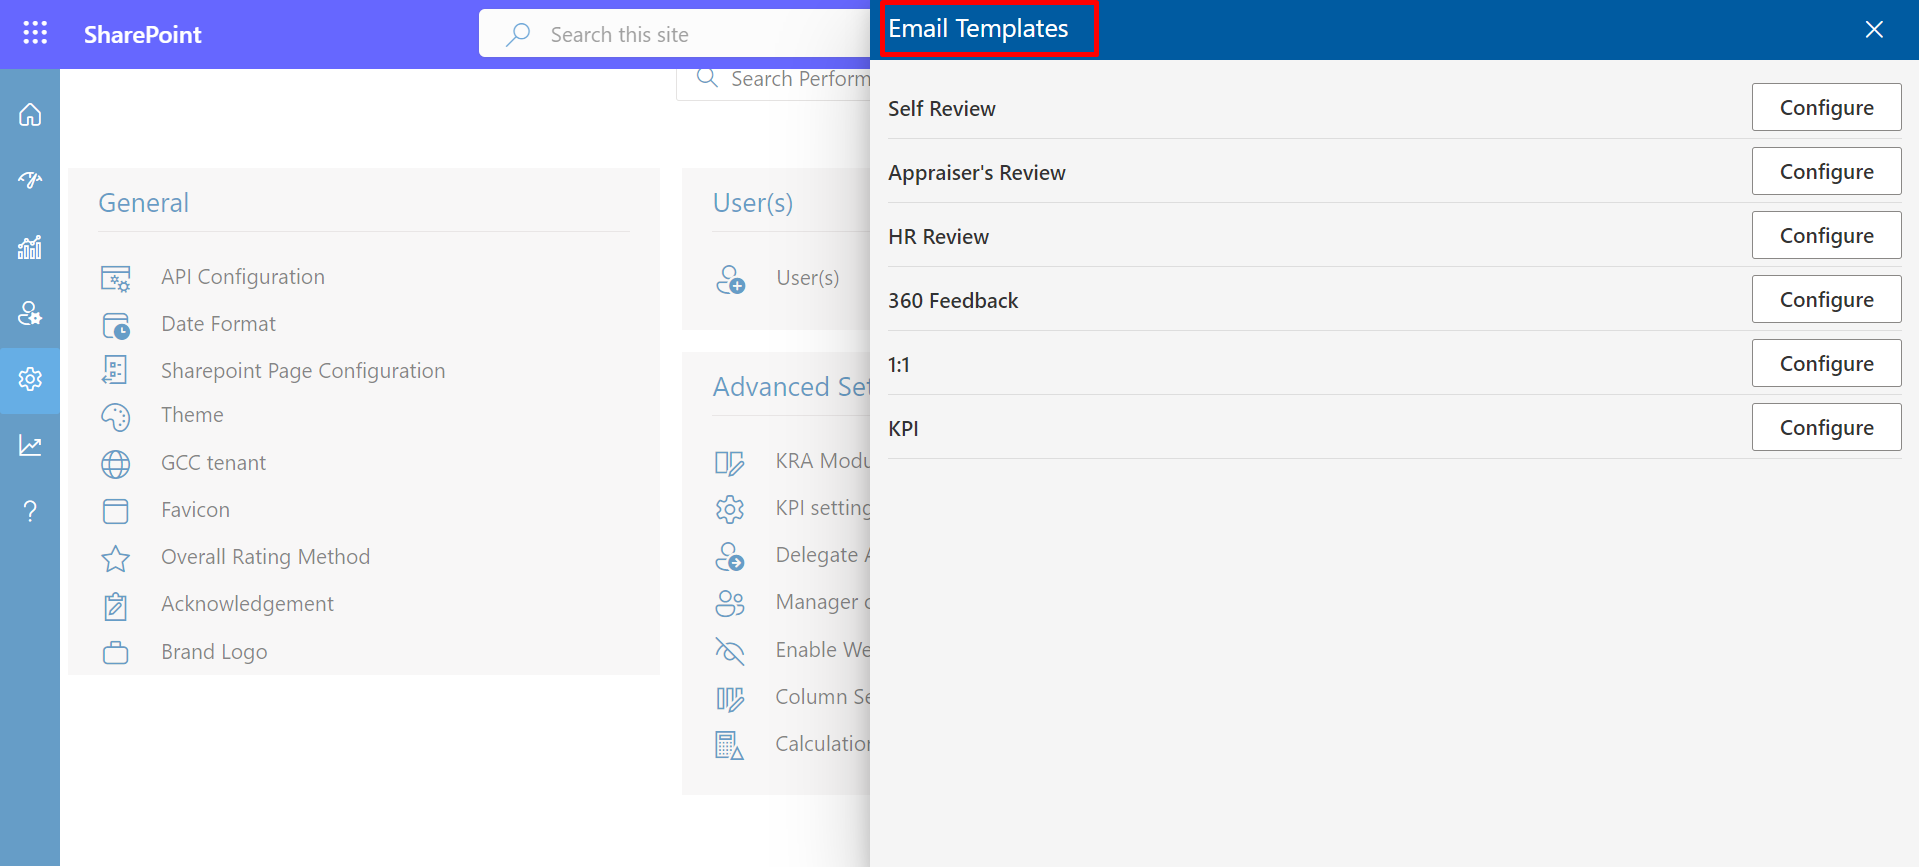 SharePoint
Search this site
Search Perform
General
API Configuration
Date Format
Sharepoint Page Configuration
Theme
GCC tenant
Favicon
Overall Rating Method
Acknowledgement
Brand Logo
User(s)
User(s)
Advanced Set
KRA Modu
KPI setting
Delegate A
Manager
Enable We
Column Se
Calculation
Email Templates
Self Review
Configure
Appraiser's Review
Configure
HR Review
Configure
360 Feedback
Configure
1:1
Configure
KPI
Configure